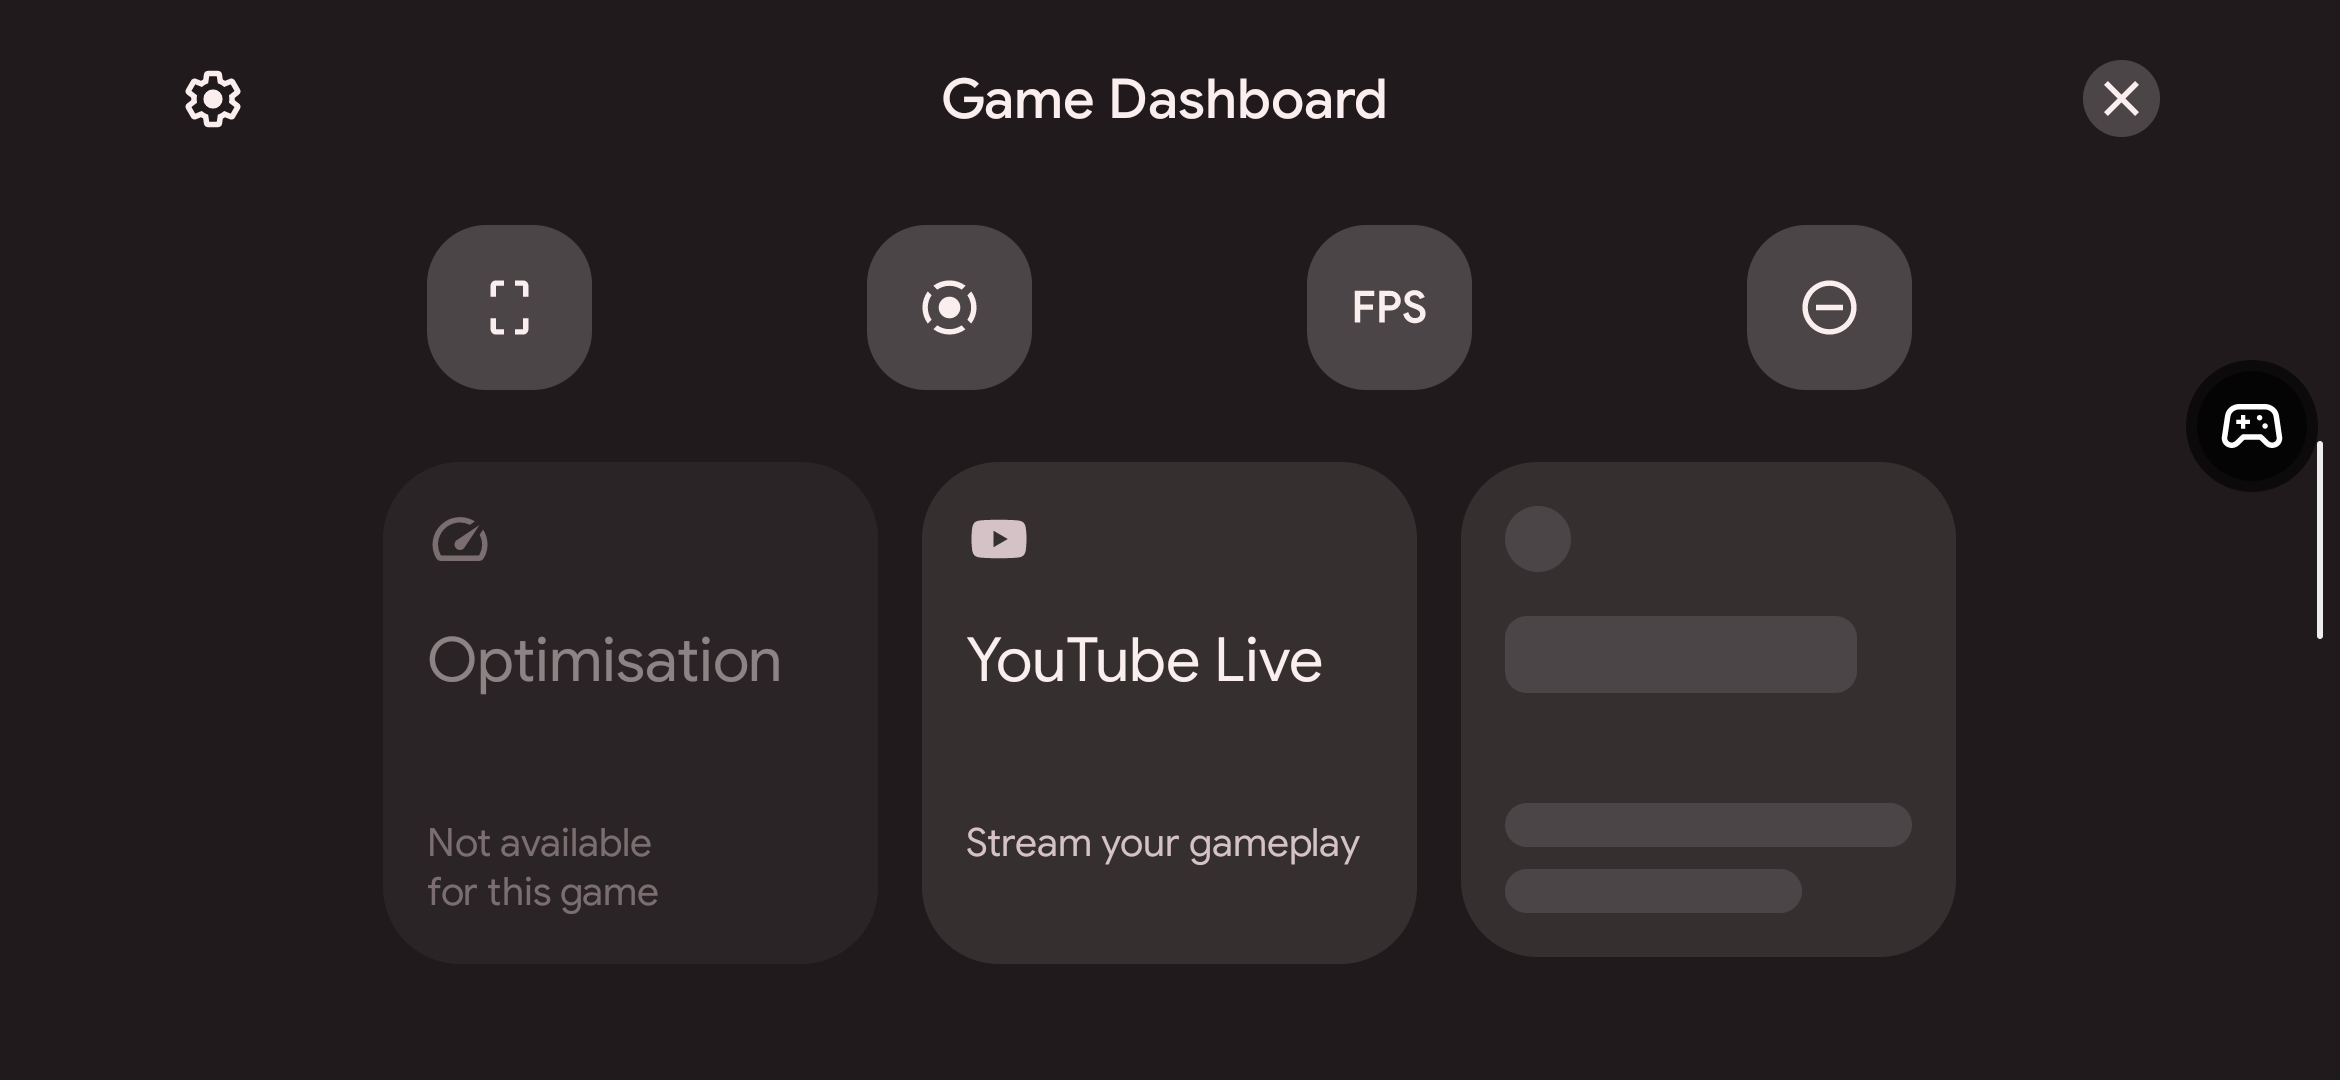 Game Dashboard
FPS
Optimisation
Not available
for this game
YouTube Live
Stream your gameplay